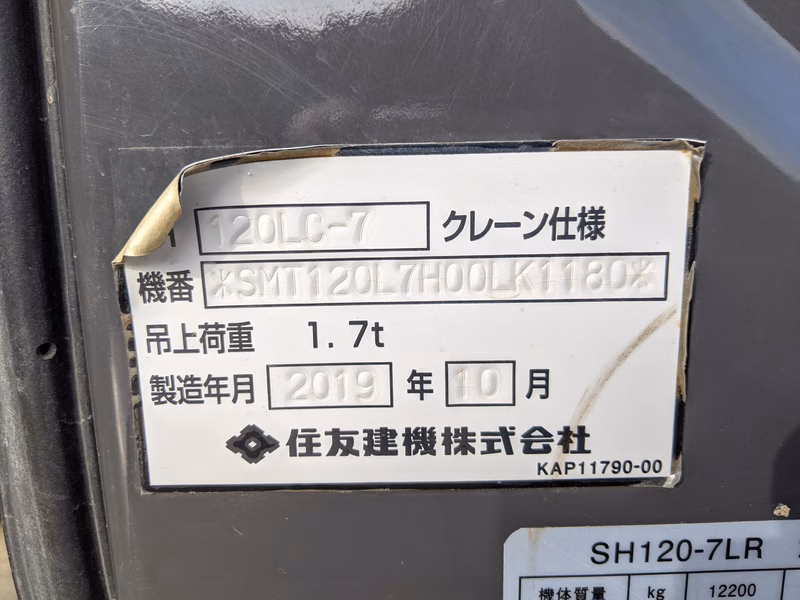 120LC-7 クレーン仕様
機番 *SMT120L7H00LK1180*
吊上荷重 1.7t
製造年月 2019 年 10 月
住友建機株式会社
KAP11790-00
SH120-7LR
機体質量 kg 12200